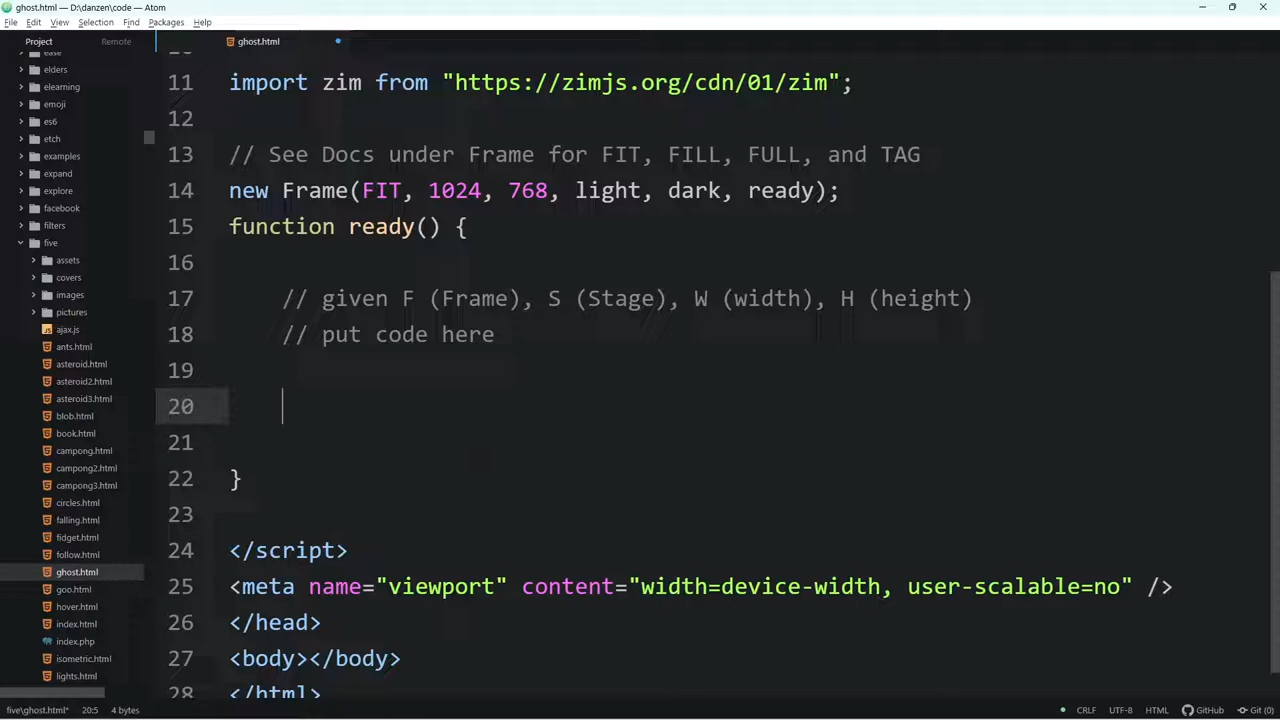 ghost.html — D:\danzen\code — Atom
File Edit View Selection Find Packages Help
Project Remote
ghost.html
ease
elders
elearning
emoji
es6
etch
examples
expand
explore
facebook
filters
five
assets
covers
images
pictures
ajax.js
ants.html
asteroid.html
asteroid2.html
asteroid3.html
blob.html
book.html
campong.html
campong2.html
campong3.html
circles.html
falling.html
fidget.html
follow.html
ghost.html
goo.html
hover.html
index.html
index.php
isometric.html
lights.html
10
11 import zim from "https://zimjs.org/cdn/01/zim";
12
13 // See Docs under Frame for FIT, FILL, FULL, and TAG
14 new Frame(FIT, 1024, 768, light, dark, ready);
15 function ready() {
16
17 // given F (Frame), S (Stage), W (width), H (height)
18 // put code here
19
20
21
22 }
23
24 </script>
25 <meta name="viewport" content="width=device-width, user-scalable=no" />
26 </head>
27 <body></body>
28 </html>
five\ghost.html* 20:5 4 bytes CRLF UTF-8 HTML GitHub Git (0)